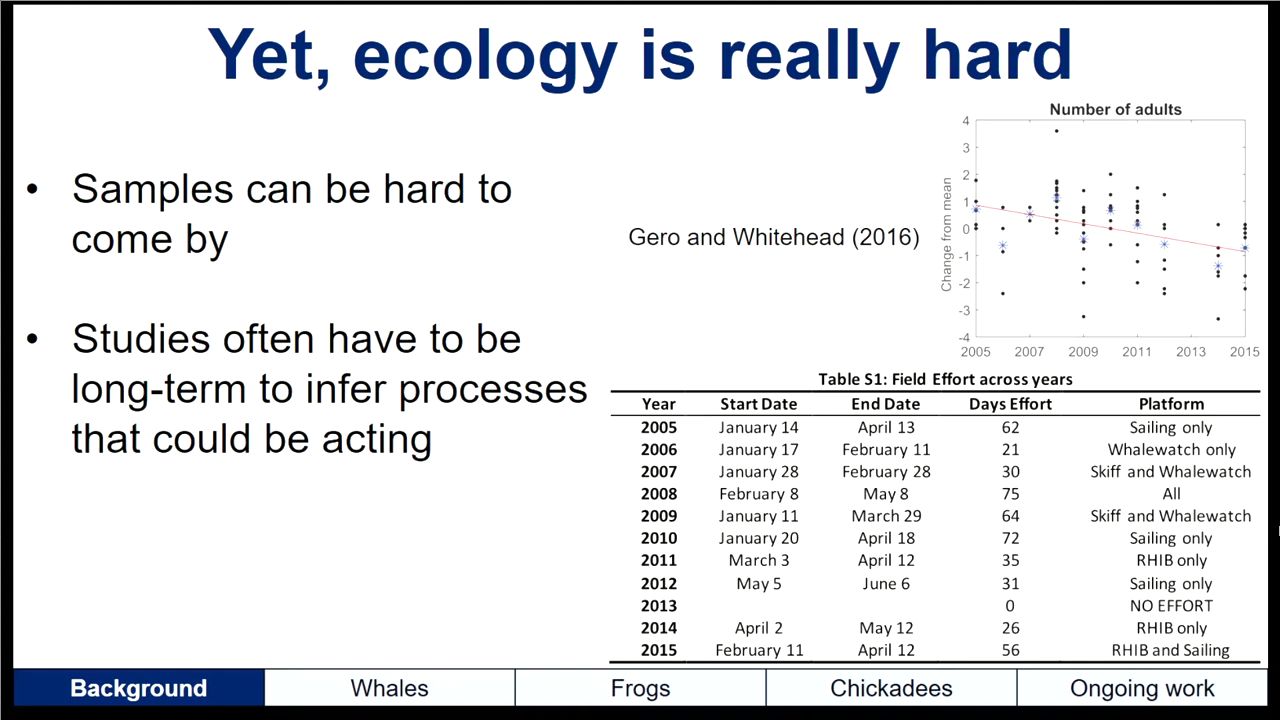 Yet, ecology is really hard
• Samples can be hard to
come by
• Studies often have to be
long-term to infer processes
that could be acting
Gero and Whitehead (2016)
Number of adults
Change from mean
4
3
2
1
0
-1
-2
-3
-4
2005 2007 2009 2011 2013 2015
Table S1: Field Effort across years
Year Start Date End Date Days Effort Platform
2005 January 14 April 13 62 Sailing only
2006 January 17 February 11 21 Whalewatch only
2007 January 28 February 28 30 Skiff and Whalewatch
2008 February 8 May 8 75 All
2009 January 11 March 29 64 Skiff and Whalewatch
2010 January 20 April 18 72 Sailing only
2011 March 3 April 12 35 RHIB only
2012 May 5 June 6 31 Sailing only
2013 0 NO EFFORT
2014 April 2 May 12 26 RHIB only
2015 February 11 April 12 56 RHIB and Sailing
Background Whales Frogs Chickadees Ongoing work